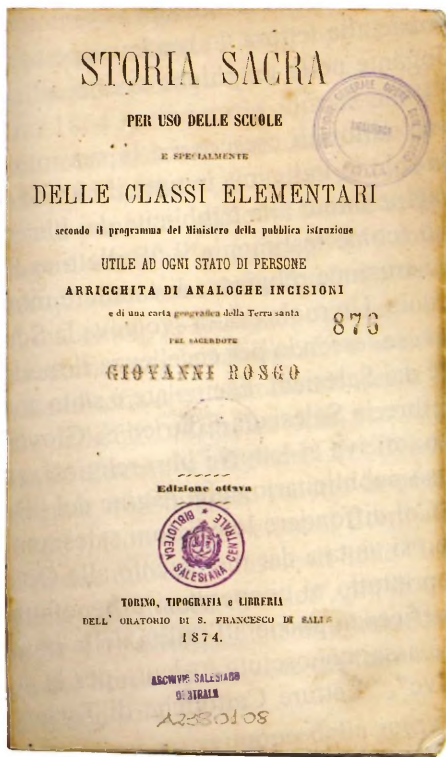 STORIA SACRA
PER USO DELLE SCUOLE
E SPECIALMENTE
DELLE CLASSI ELEMENTARI
secondo il programma del Ministero della pubblica istruzione
UTILE AD OGNI STATO DI PERSONE
ARRICCHITA DI ANALOGHE INCISIONI
e di una carta geografica della Terra santa
876
PEL SACERDOTE
GIOVANNI BOSCO
Edizione ottava
BIBLIOTECA SALESIANA CENTRALE
TORINO, TIPOGRAFIA e LIBRERIA
DELL' ORATORIO DI S. FRANCESCO DI SALES
1874.
ARCHIVIO SALESIANO
CENTRALE
A2180108